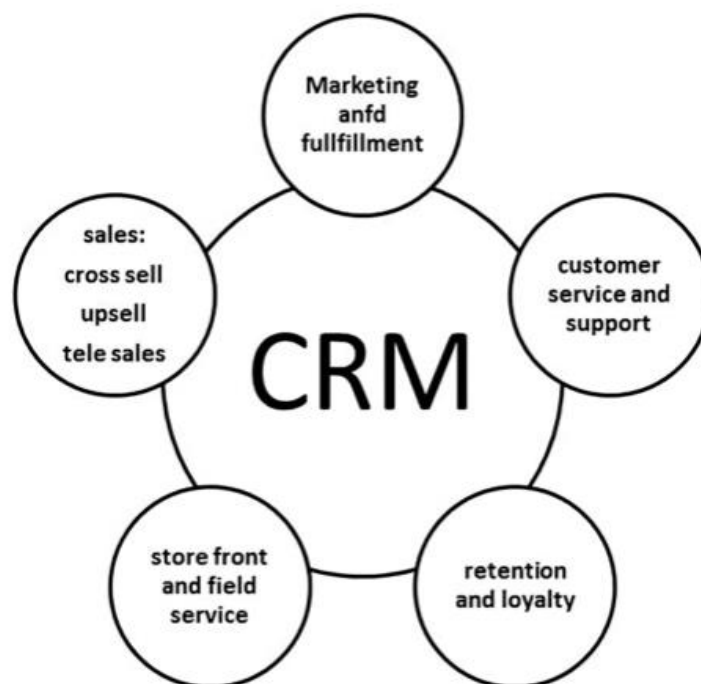 Marketing
anfd
fullfillment
sales:
cross sell
upsell
tele sales
customer
service and
support
CRM
store front
and field
service
retention
and loyalty